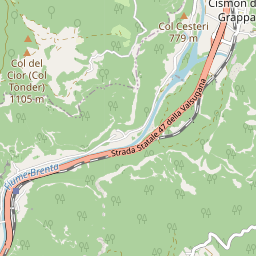 Cismon d
Grappa
Col Cesteri
779 m
Col del
Cior (Col
Tonder)
1105 m
Strada Statale 47 della Valsugana
Fiume Brenta